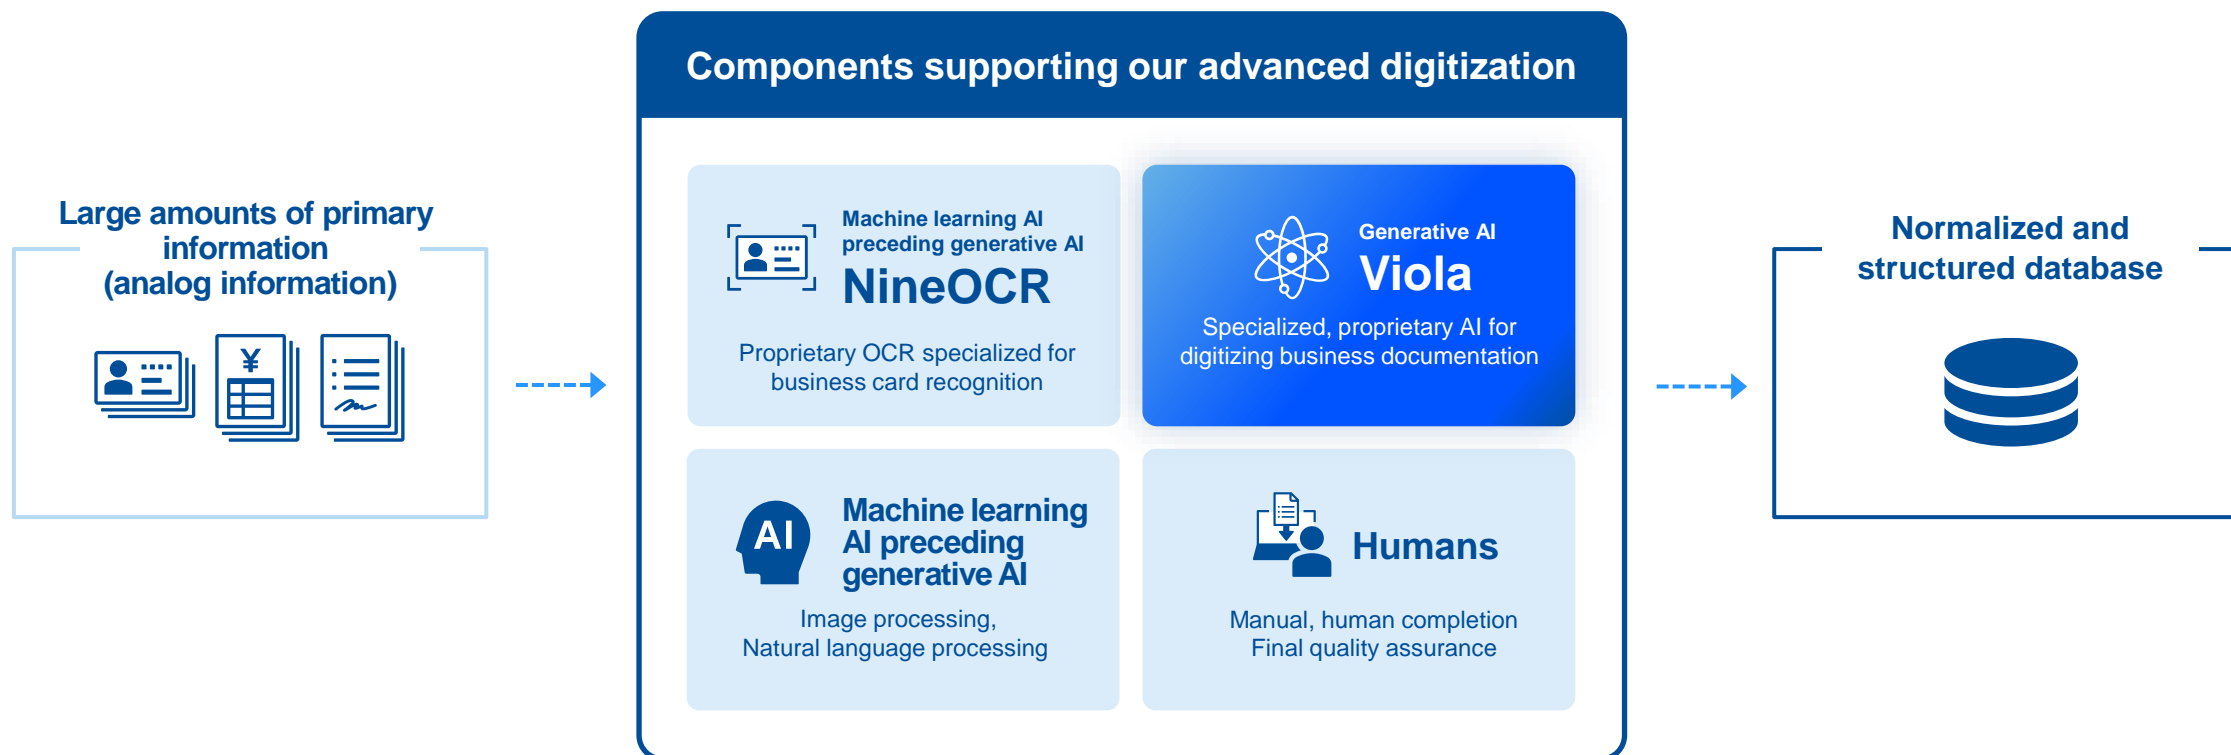 Components supporting our advanced digitization
Large amounts of primary
information
(analog information)
¥
Machine learning AI
preceding generative AI
NineOCR
Proprietary OCR specialized for
business card recognition
Generative AI
Viola
Specialized, proprietary AI for
digitizing business documentation
AI
Machine learning
AI preceding
generative AI
Image processing,
Natural language processing
Humans
Manual, human completion
Final quality assurance
Normalized and
structured database